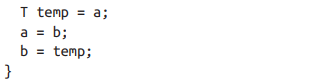 T temp = a;
a = b;
b = temp;
}